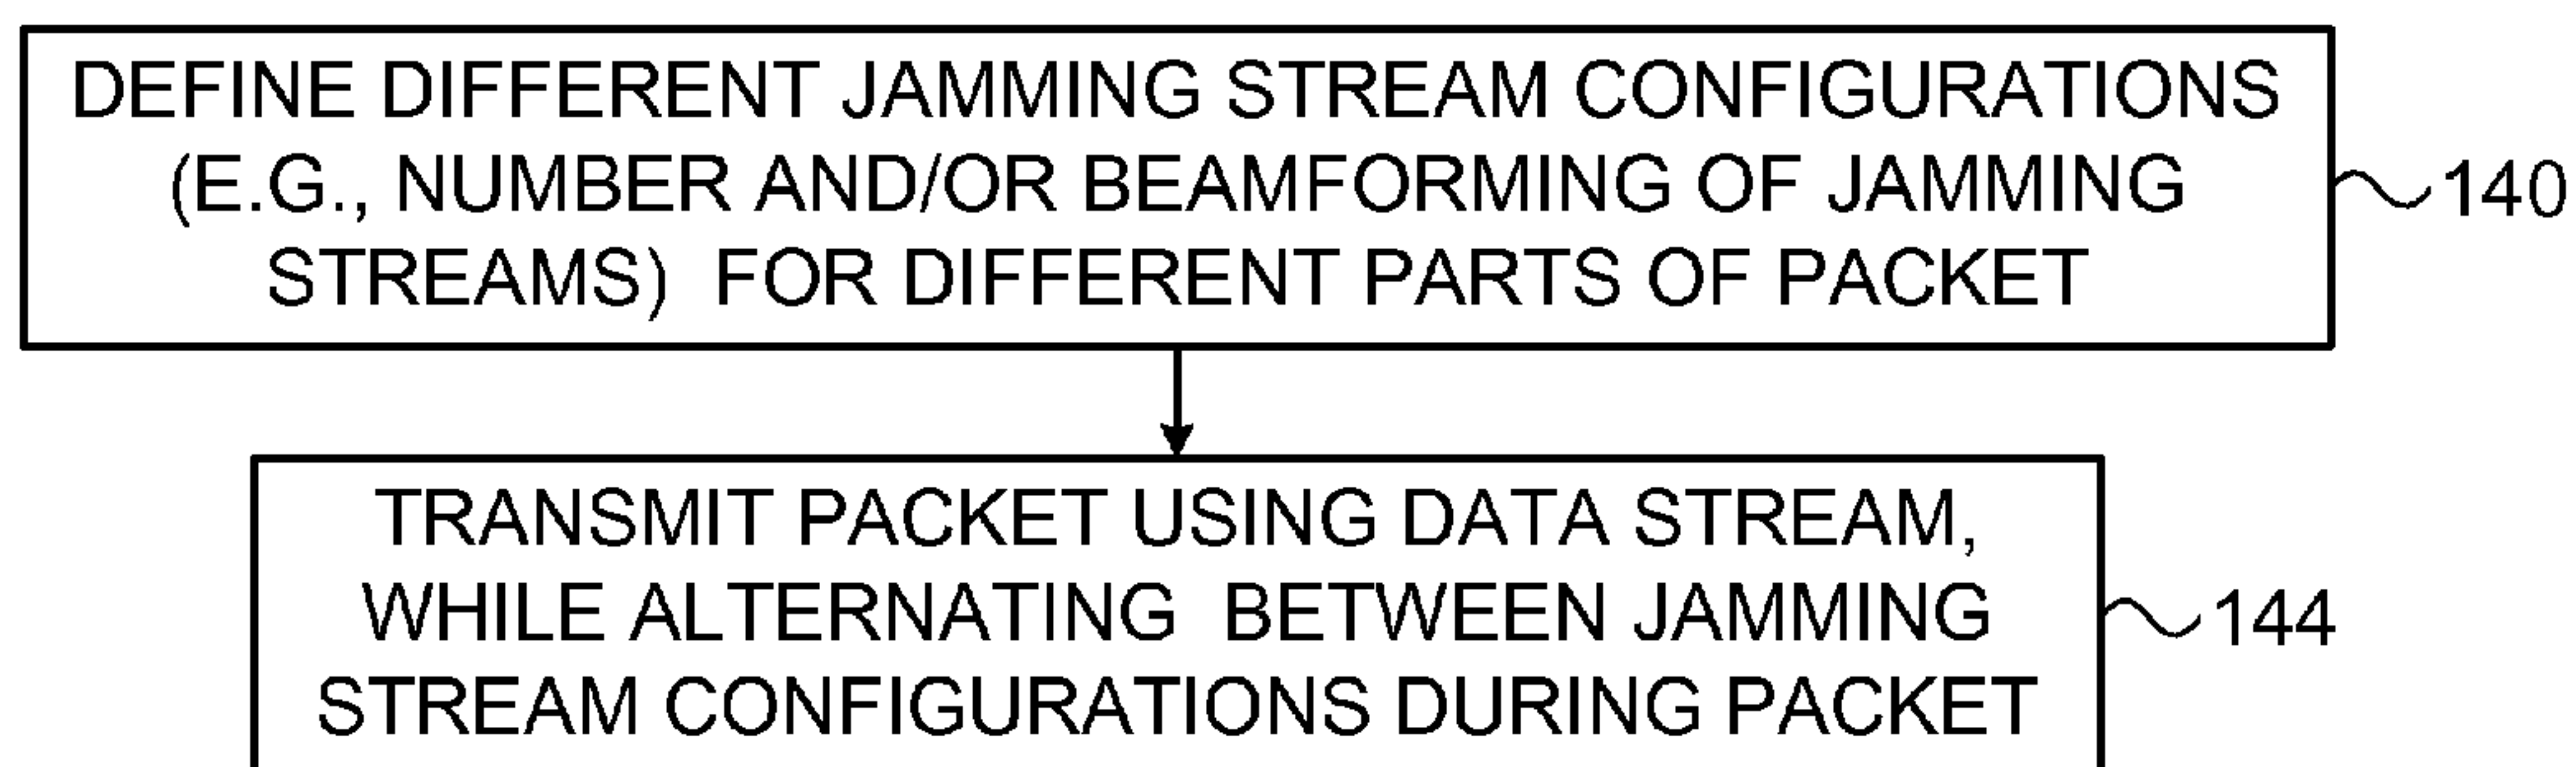 DEFINE DIFFERENT JAMMING STREAM CONFIGURATIONS
(E.G., NUMBER AND/OR BEAMFORMING OF JAMMING
STREAMS) FOR DIFFERENT PARTS OF PACKET
140
TRANSMIT PACKET USING DATA STREAM,
WHILE ALTERNATING BETWEEN JAMMING
STREAM CONFIGURATIONS DURING PACKET
144